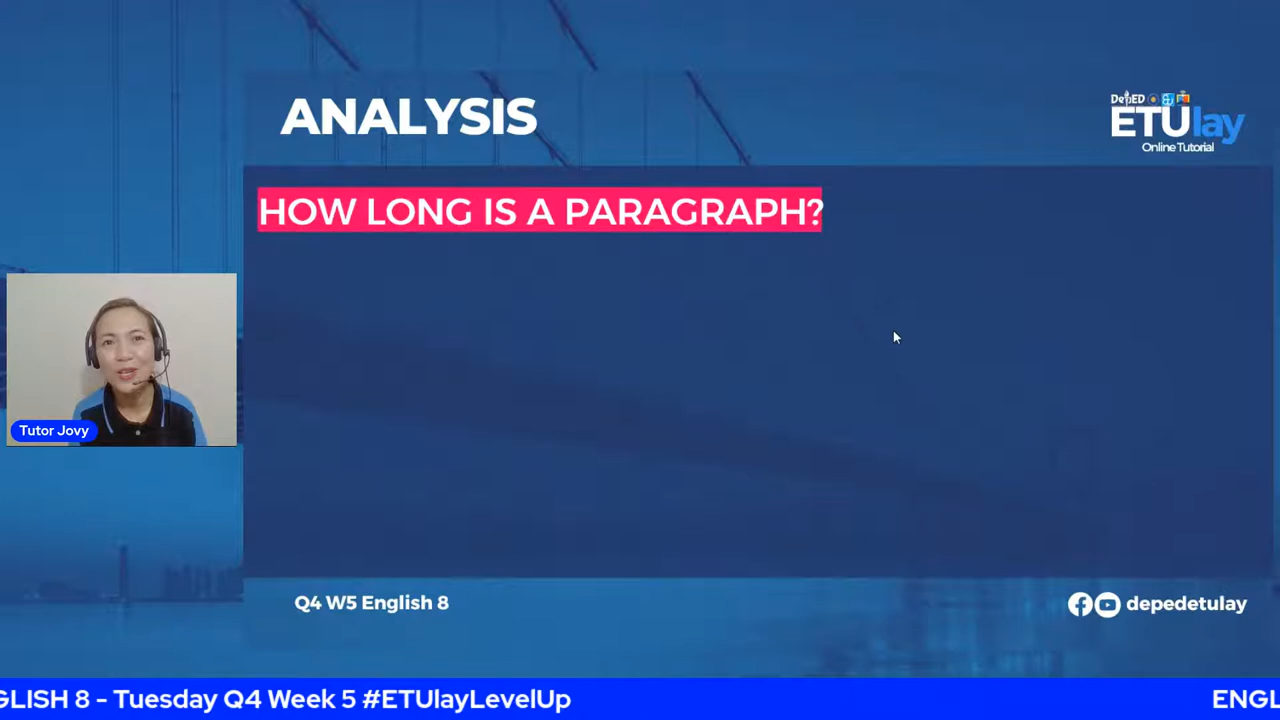 ANALYSIS
DepED
ETUlay
Online Tutorial
HOW LONG IS A PARAGRAPH?
Tutor Jovy
Q4 W5 English 8
depedetulay
GLISH 8 - Tuesday Q4 Week 5 #ETUlayLevelUp
ENGL